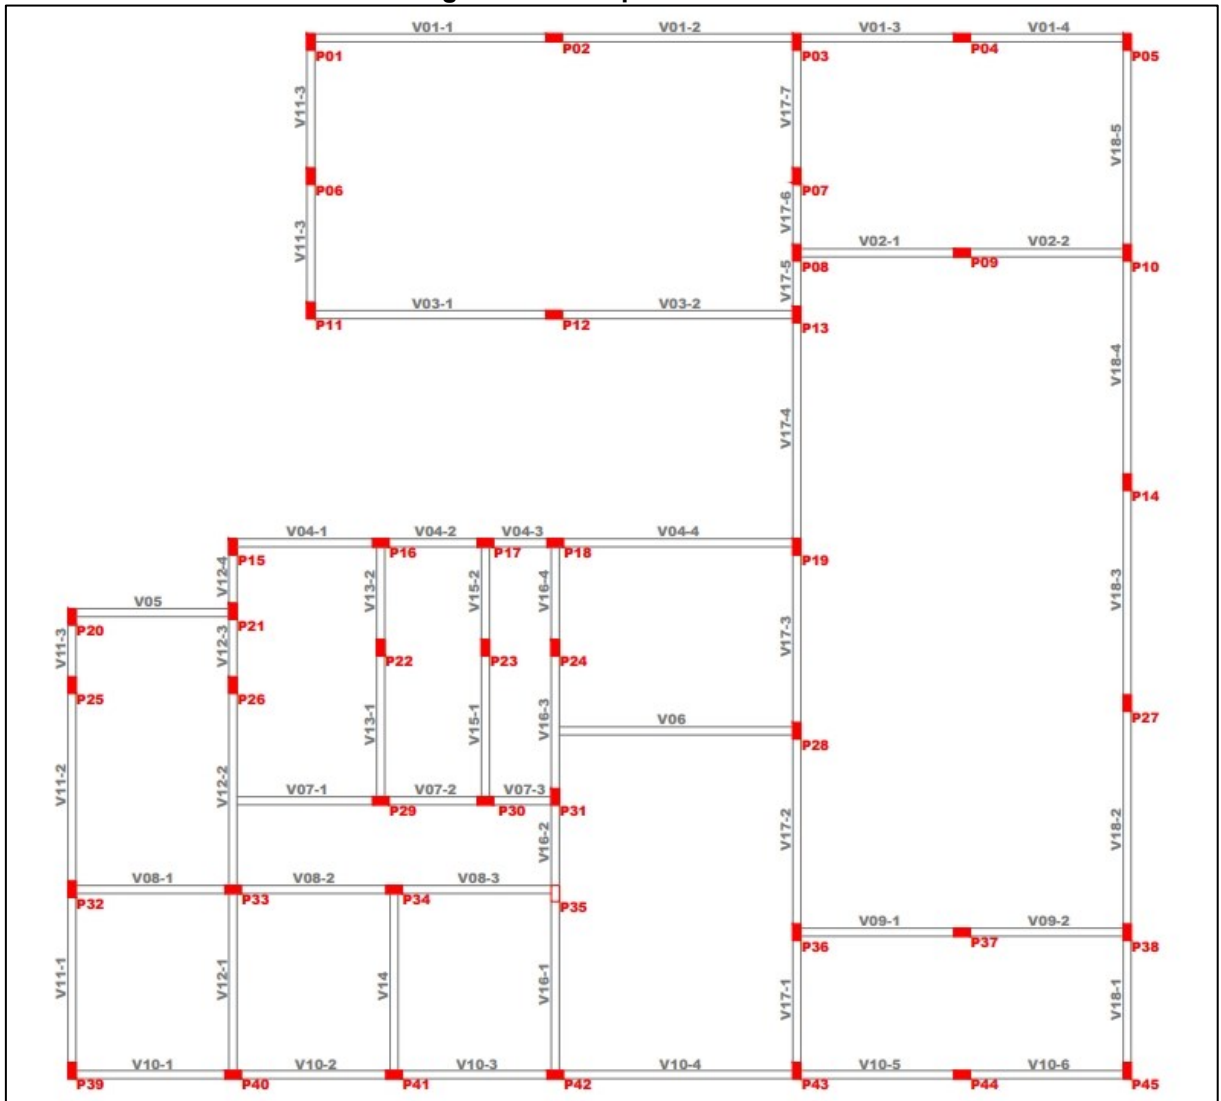 V01-1 V01-2 V01-3 V01-4
P01 P02 P03 P04 P05
V11-3 V17-7 V18-5
P06 P07
V11-3 V17-6
V02-1 V02-2
P08 P09 P10
V17-5
V03-1 V03-2
P11 P12 P13
V18-4
V17-4
P14
V04-1 V04-2 V04-3 V04-4
P15 P16 P17 P18 P19
V12-4 V13-2 V15-2 V16-4 V18-3
V05
P20 P21
V11-3 V12-3 V17-3
P22 P23 P24
P25 P26
V13-1 V15-1 V16-3 V06
P27
P28
V11-2 V12-2
V07-1 V07-2 V07-3
P29 P30 P31
V16-2 V17-2 V18-2
V08-1 V08-2 V08-3
P32 P33 P34 P35
V09-1 V09-2
P36 P37 P38
V11-1 V12-1 V14 V16-1 V17-1 V18-1
V10-1 V10-2 V10-3 V10-4 V10-5 V10-6
P39 P40 P41 P42 P43 P44 P45